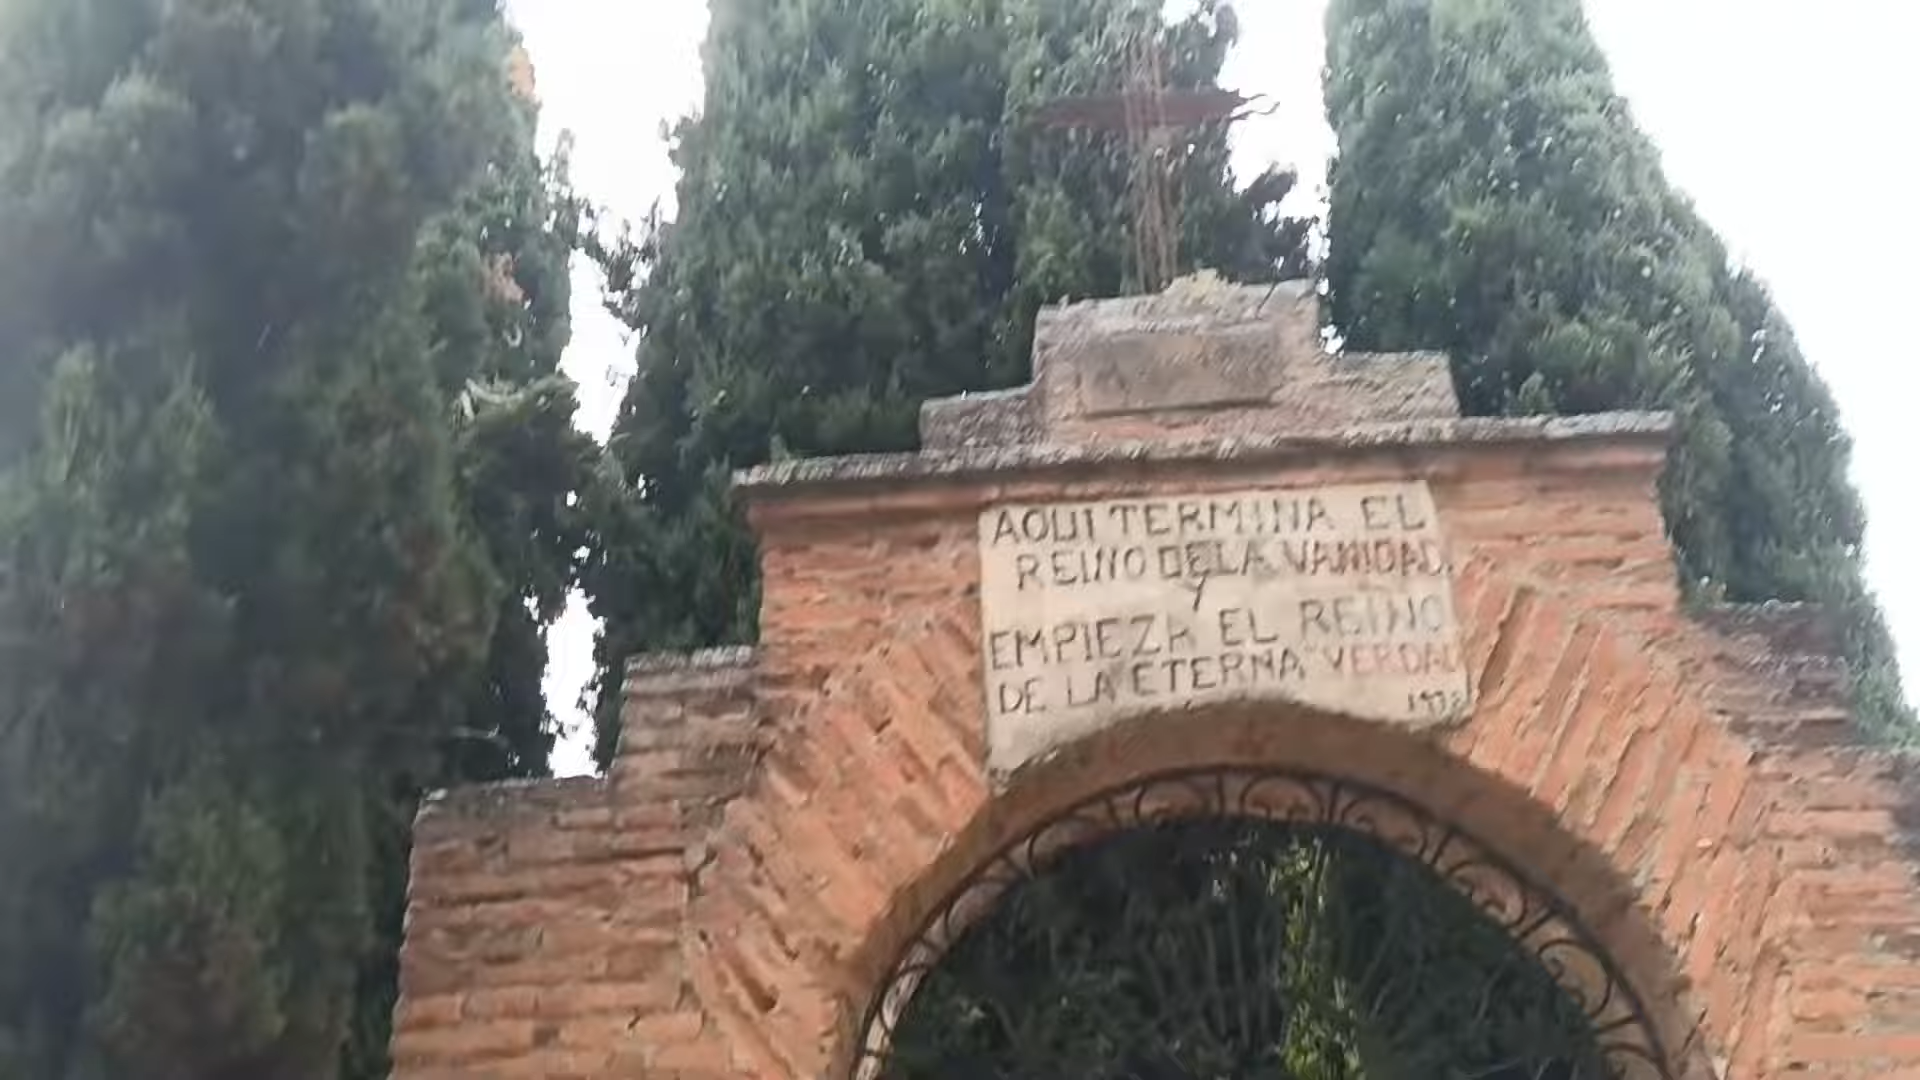 AQUI TERMINA EL
REINO DE LA VANIDAD
Y
EMPIEZA EL REINO
DE LA ETERNA VERDAD